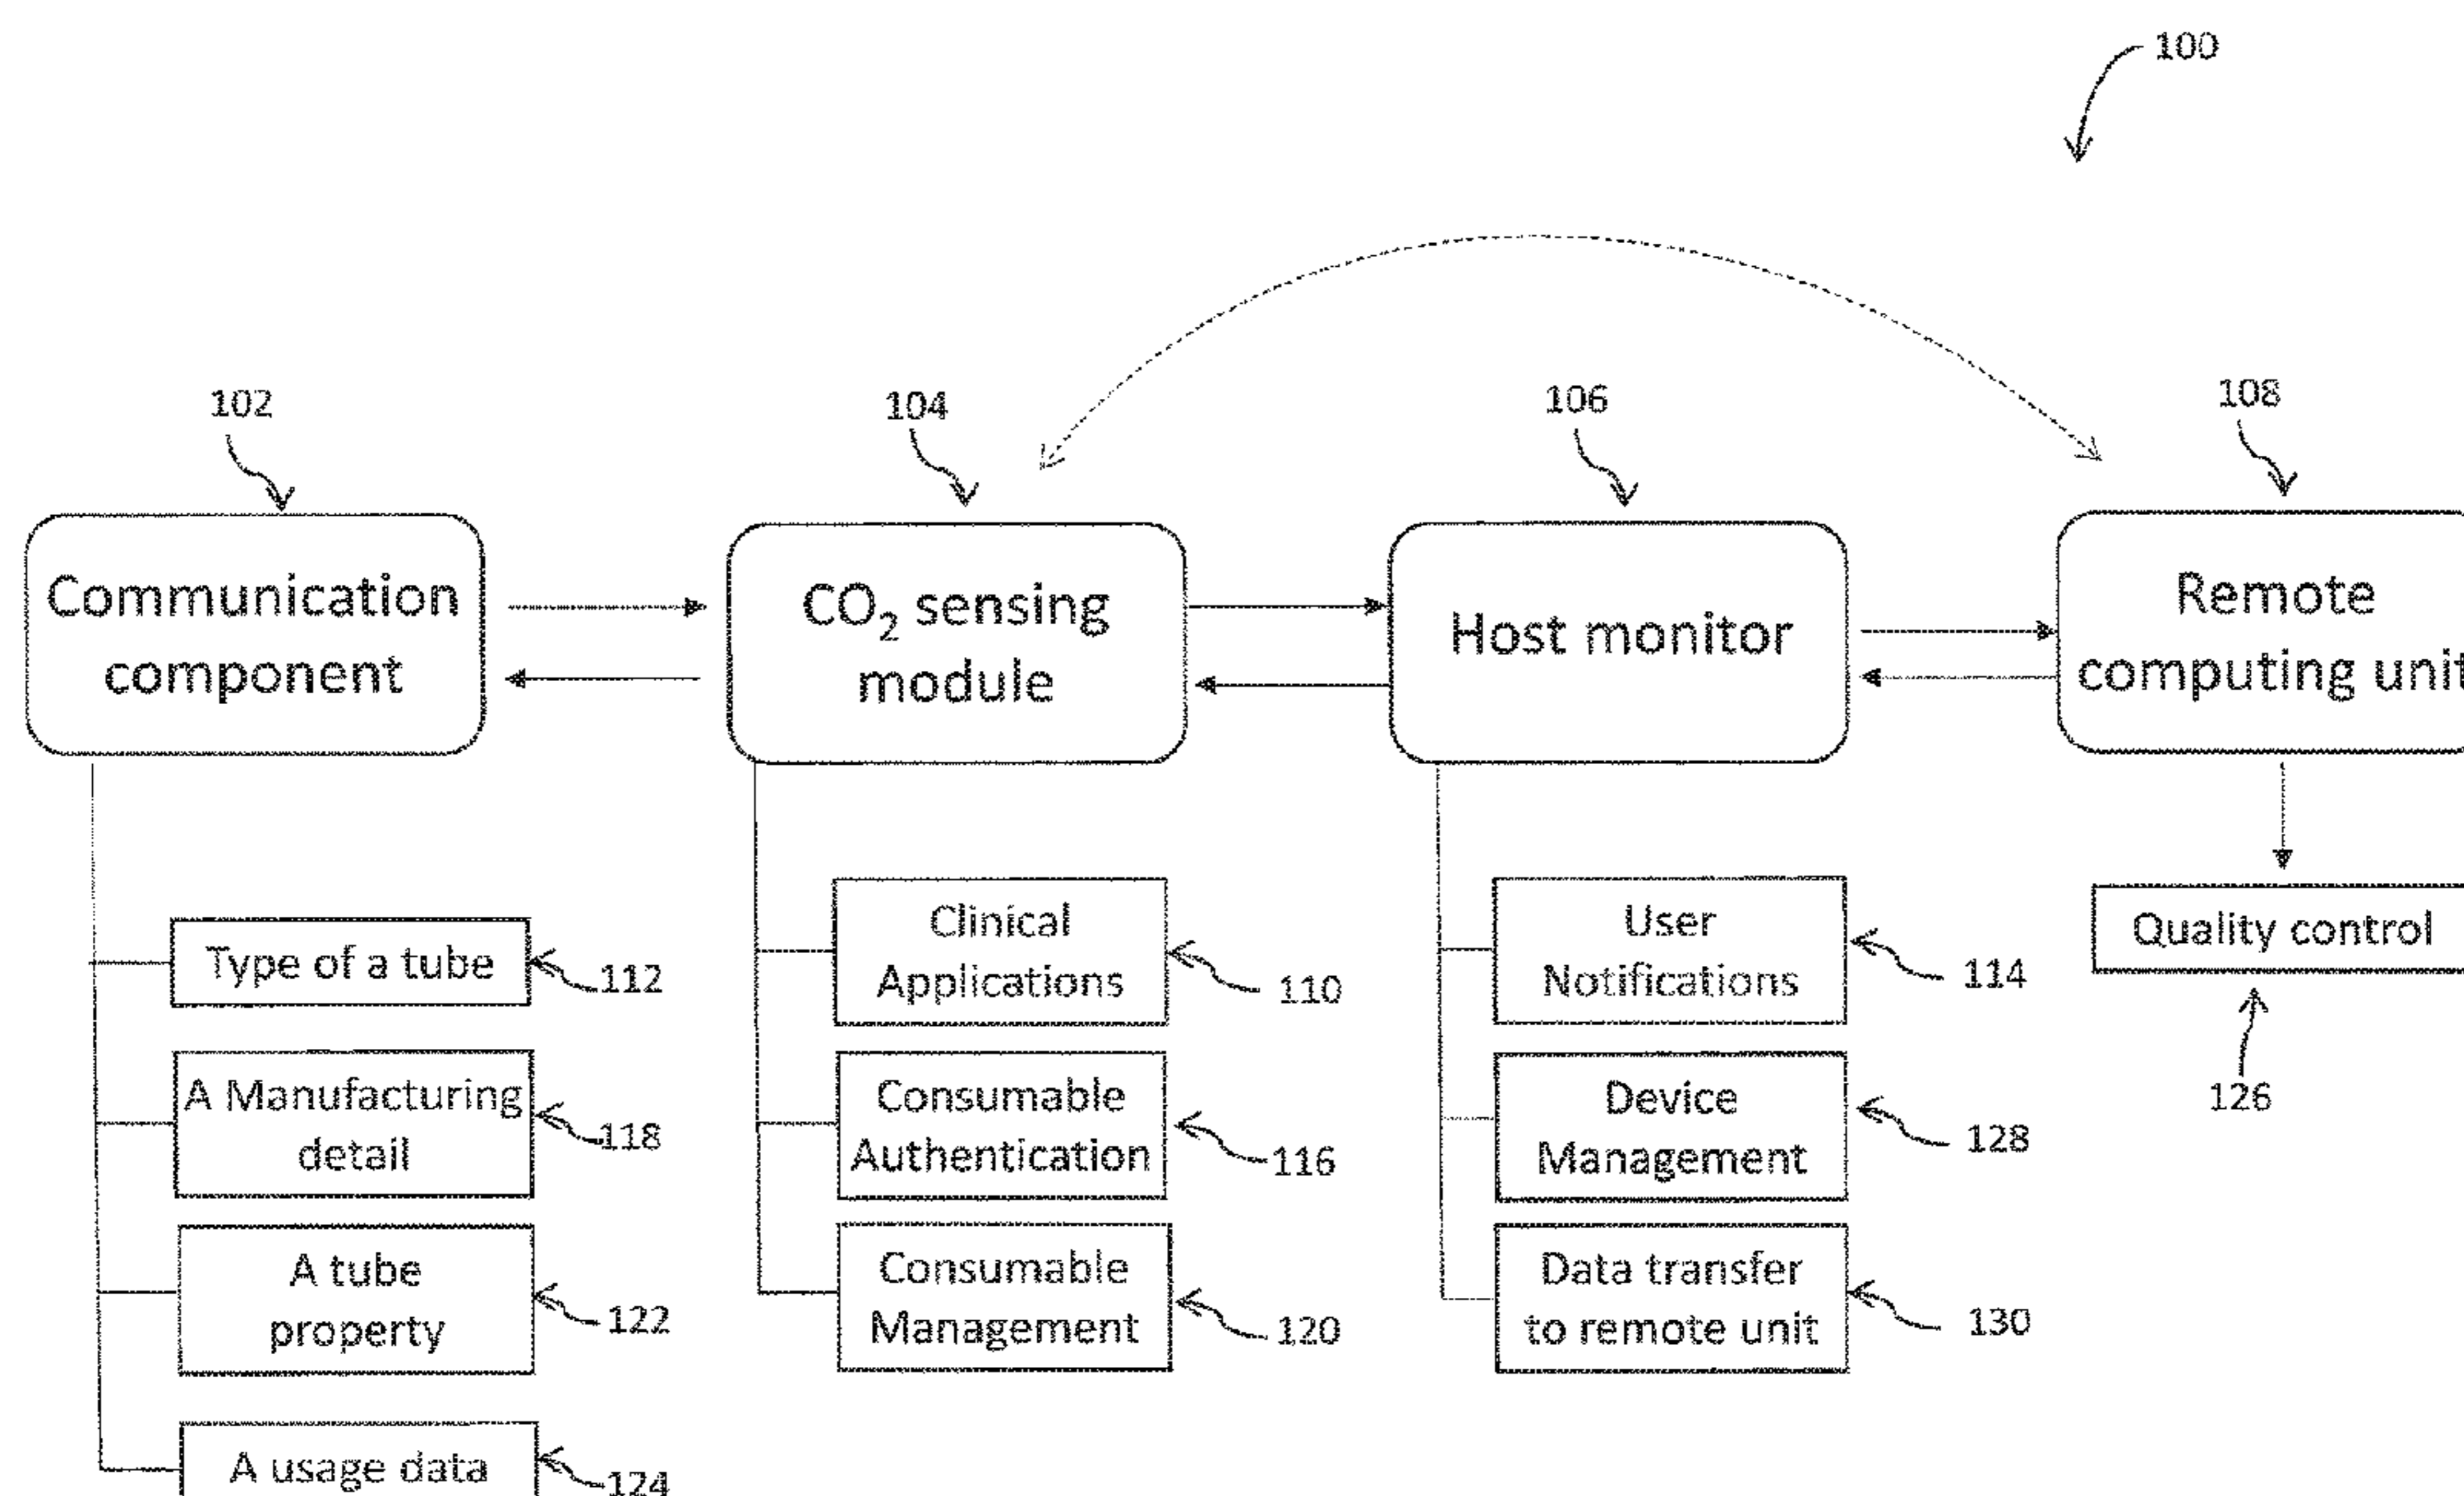 100
102
104
106
108
Communication
component
CO₂ sensing
module
Host monitor
Remote
computing unit
Type of a tube
112
A Manufacturing
detail
118
A tube
property
122
A usage data
124
Clinical
Applications
110
Consumable
Authentication
116
Consumable
Management
120
User
Notifications
114
Device
Management
128
Data transfer
to remote unit
130
Quality control
126